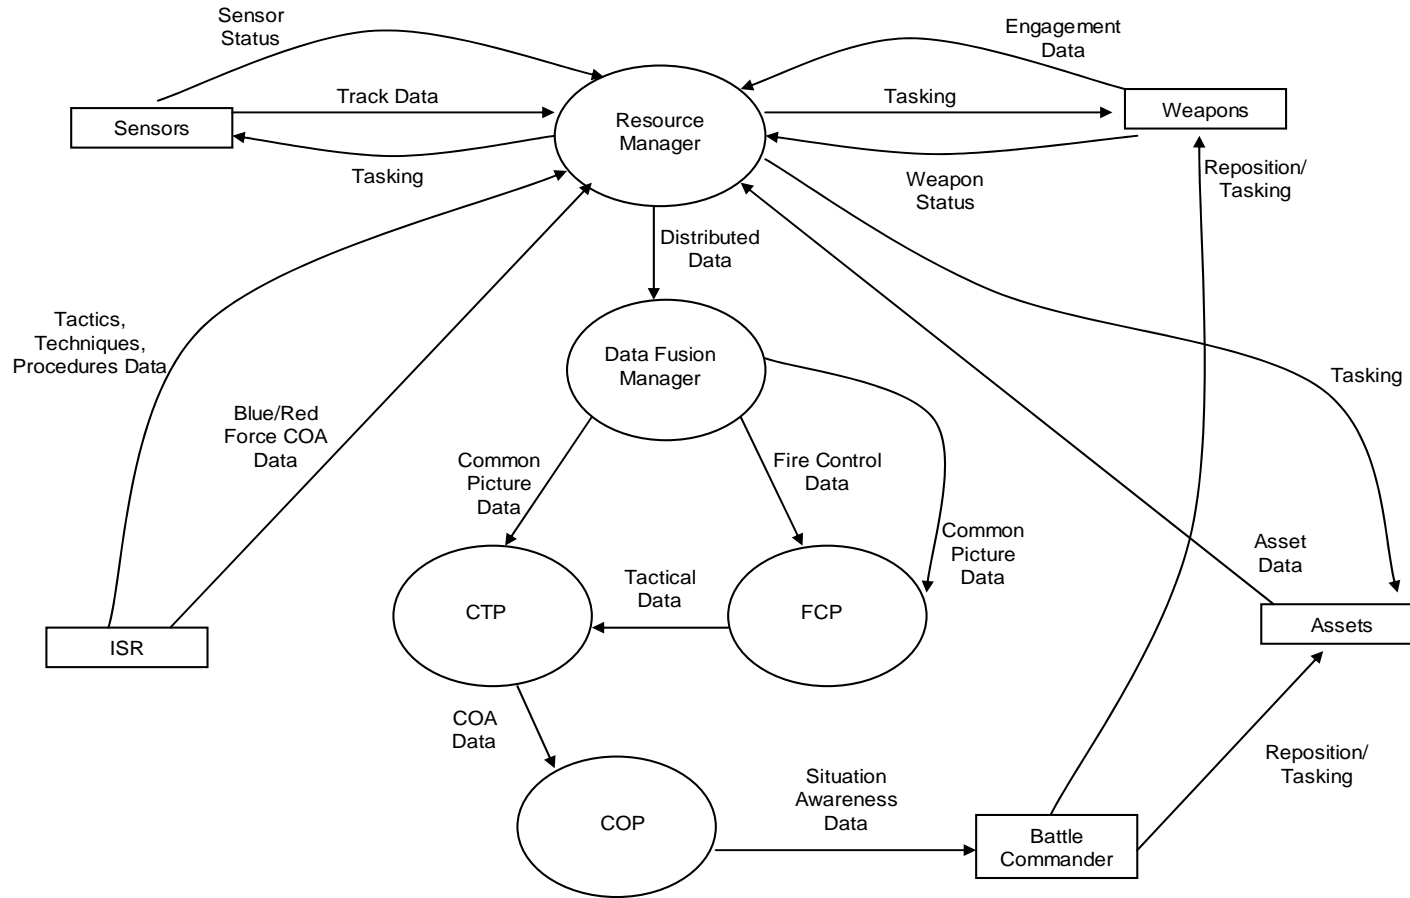 Sensor
Status
Engagement
Data
Track Data
Tasking
Weapons
Sensors
Resource
Manager
Tasking
Weapon
Status
Reposition/
Tasking
Distributed
Data
Tactics,
Techniques,
Procedures Data
Data Fusion
Manager
Tasking
Blue/Red
Force COA
Data
Common
Picture
Data
Fire Control
Data
Common
Picture
Data
Asset
Data
Tactical
Data
CTP
FCP
Assets
ISR
COA
Data
Reposition/
Tasking
Situation
Awareness
Data
COP
Battle
Commander